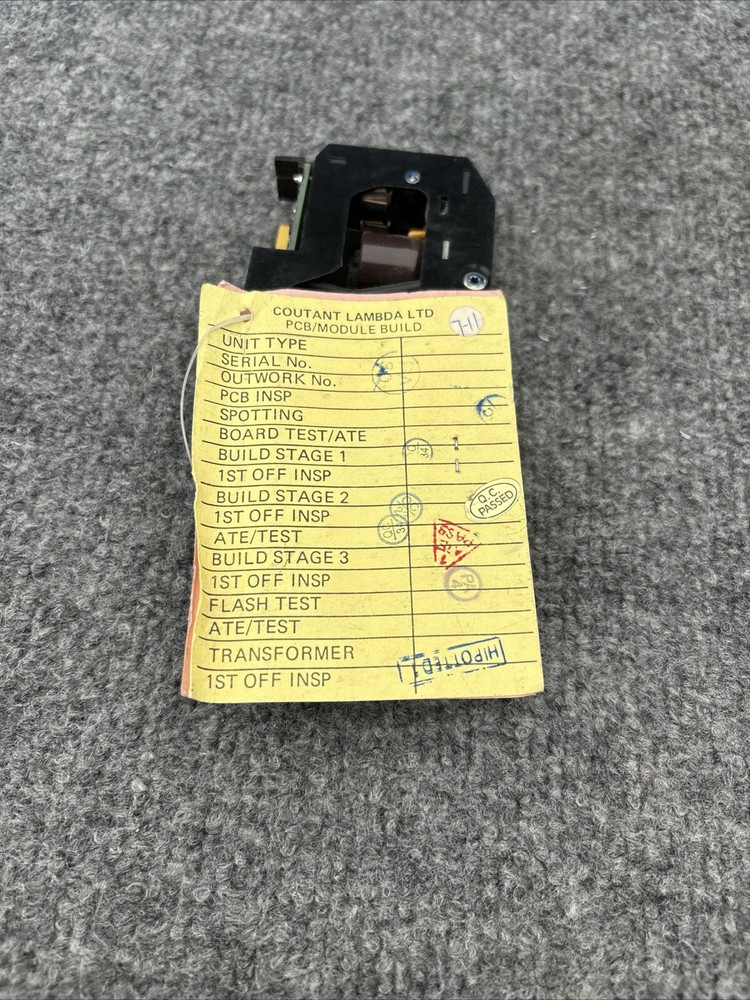 COUTANT LAMBDA LTD
PCB/MODULE BUILD
7-11
UNIT TYPE
SERIAL No.
OUTWORK No.
PCB INSP
SPOTTING
BOARD TEST/ATE
BUILD STAGE 1
1ST OFF INSP
BUILD STAGE 2
Q.C. PASSED
1ST OFF INSP
ATE/TEST
BUILD STAGE 3
1ST OFF INSP
FLASH TEST
ATE/TEST
TRANSFORMER
HIPOTTED 1
1ST OFF INSP